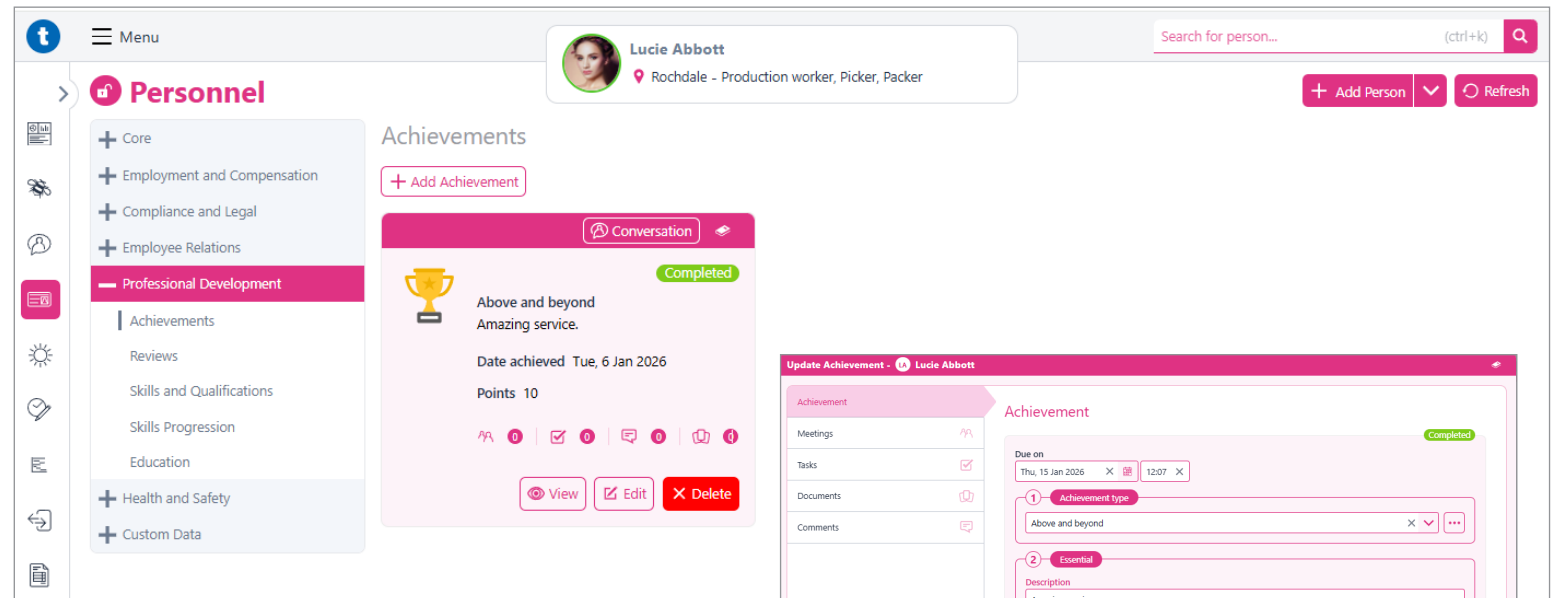 t
Menu
Lucie Abbott
Rochdale - Production worker, Picker, Packer
Search for person...
(ctrl+k)
Personnel
Add Person
Refresh
Core
Employment and Compensation
Compliance and Legal
Employee Relations
Professional Development
Achievements
Reviews
Skills and Qualifications
Skills Progression
Education
Health and Safety
Custom Data
Achievements
Add Achievement
Conversation
Completed
Above and beyond
Amazing service.
Date achieved Tue, 6 Jan 2026
Points 10
0 0 0
View Edit Delete
Update Achievement - LA Lucie Abbott
Achievement
Meetings
Tasks
Documents
Comments
Achievement
Completed
Due on
Thu, 15 Jan 2026 12:07
1 Achievement type
Above and beyond
2 Essential
Description